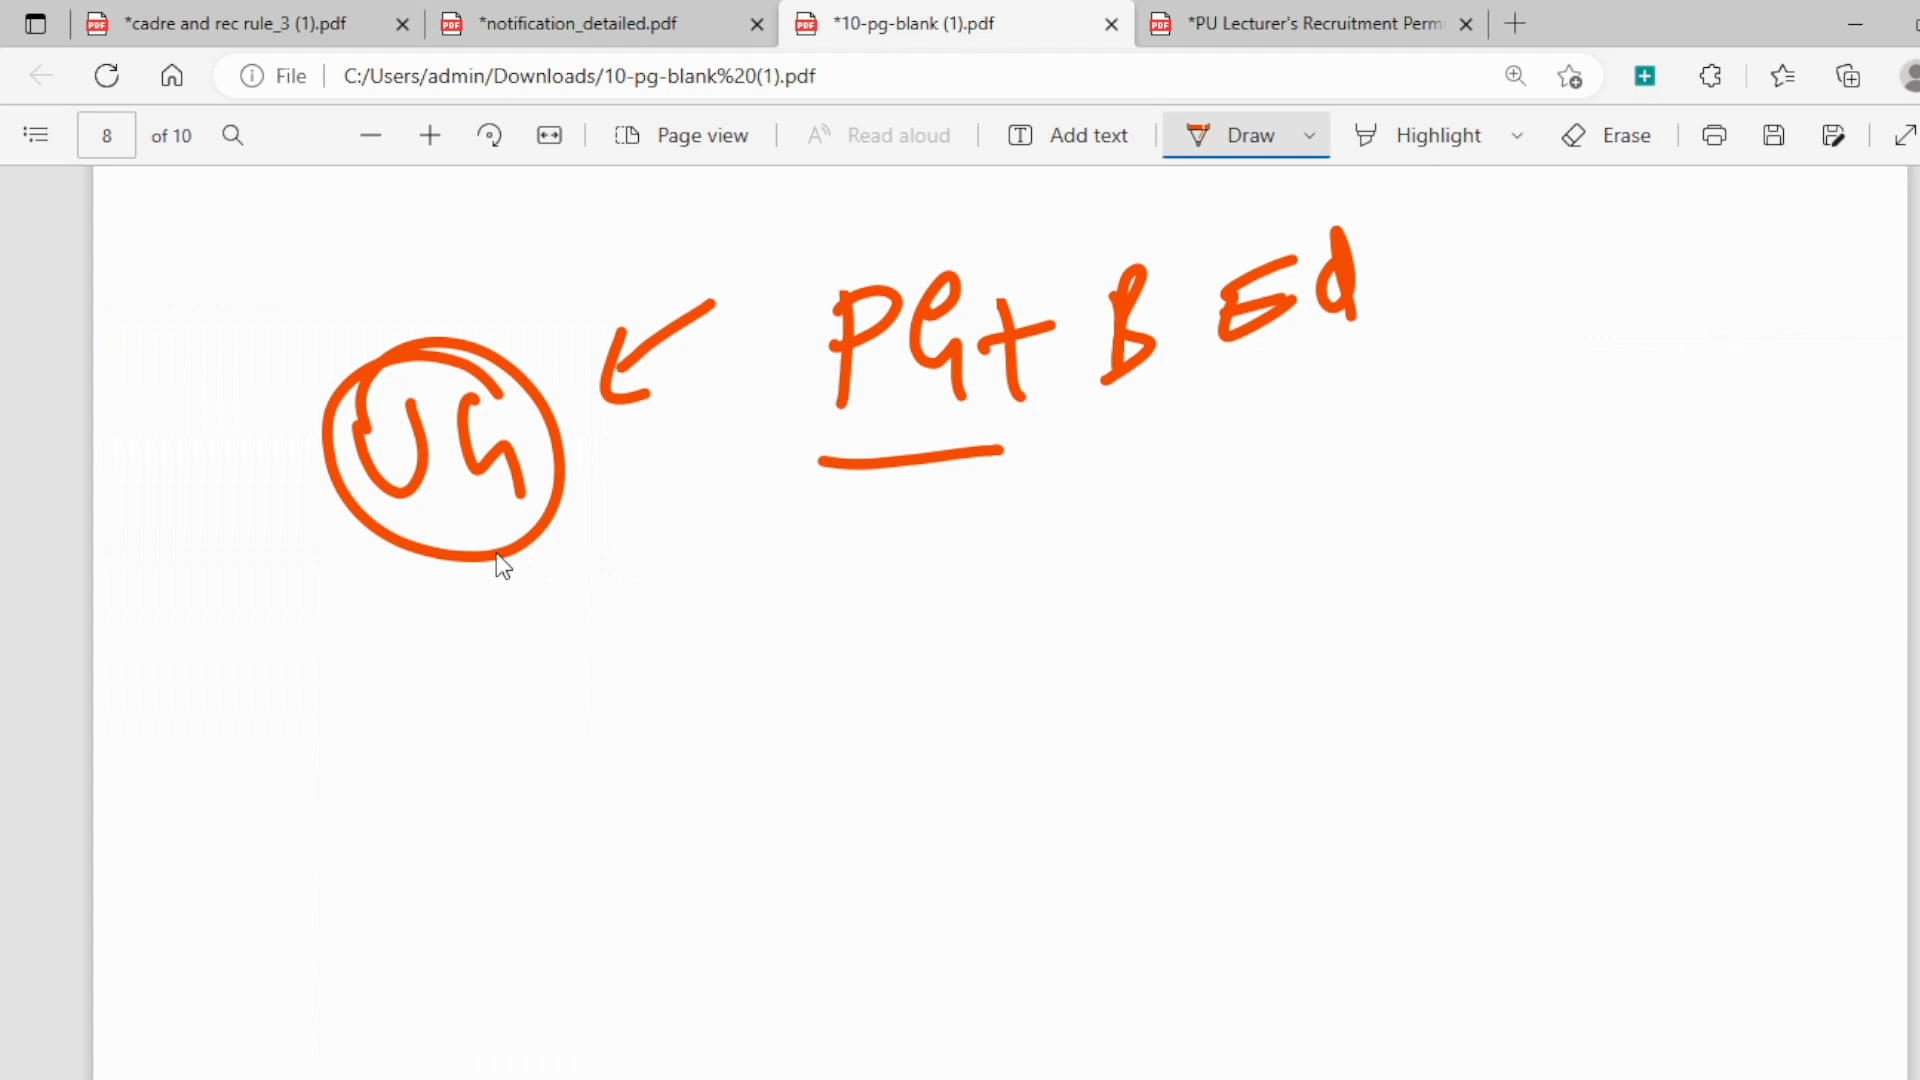 *cadre and rec rule_3 (1).pdf
*notification_detailed.pdf
*10-pg-blank (1).pdf
*PU Lecturer's Recruitment Perm
File
C:/Users/admin/Downloads/10-pg-blank%20(1).pdf
8 of 10
Page view
Read aloud
Add text
Draw
Highlight
Erase
PG + B Ed
UG